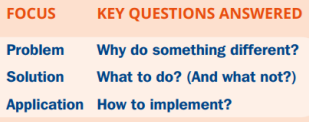 FOCUS KEY QUESTIONS ANSWERED
Problem Why do something different?
Solution What to do? (And what not?)
Application How to implement?